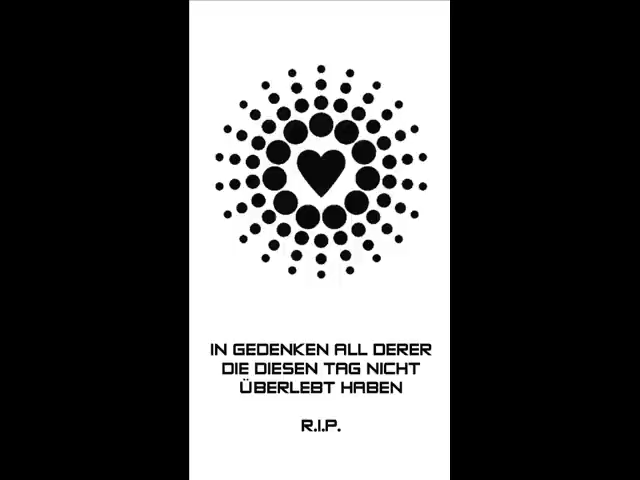 IN GEDENKEN ALL DERER
DIE DIESEN TAG NICHT
ÜBERLEBT HABEN
R.I.P.